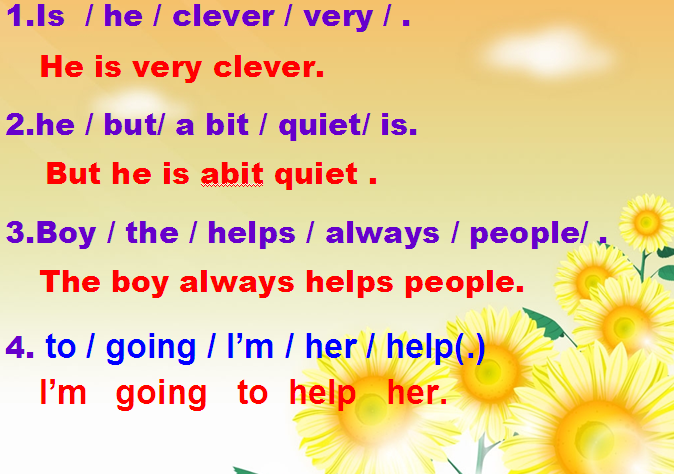 1.Is / he / clever / very / .
He is very clever.
2.he / but/ a bit / quiet/ is.
But he is abit quiet .
3.Boy / the / helps / always / people/ .
The boy always helps people.
4. to / going / I’m / her / help(.)
I’m going to help her.